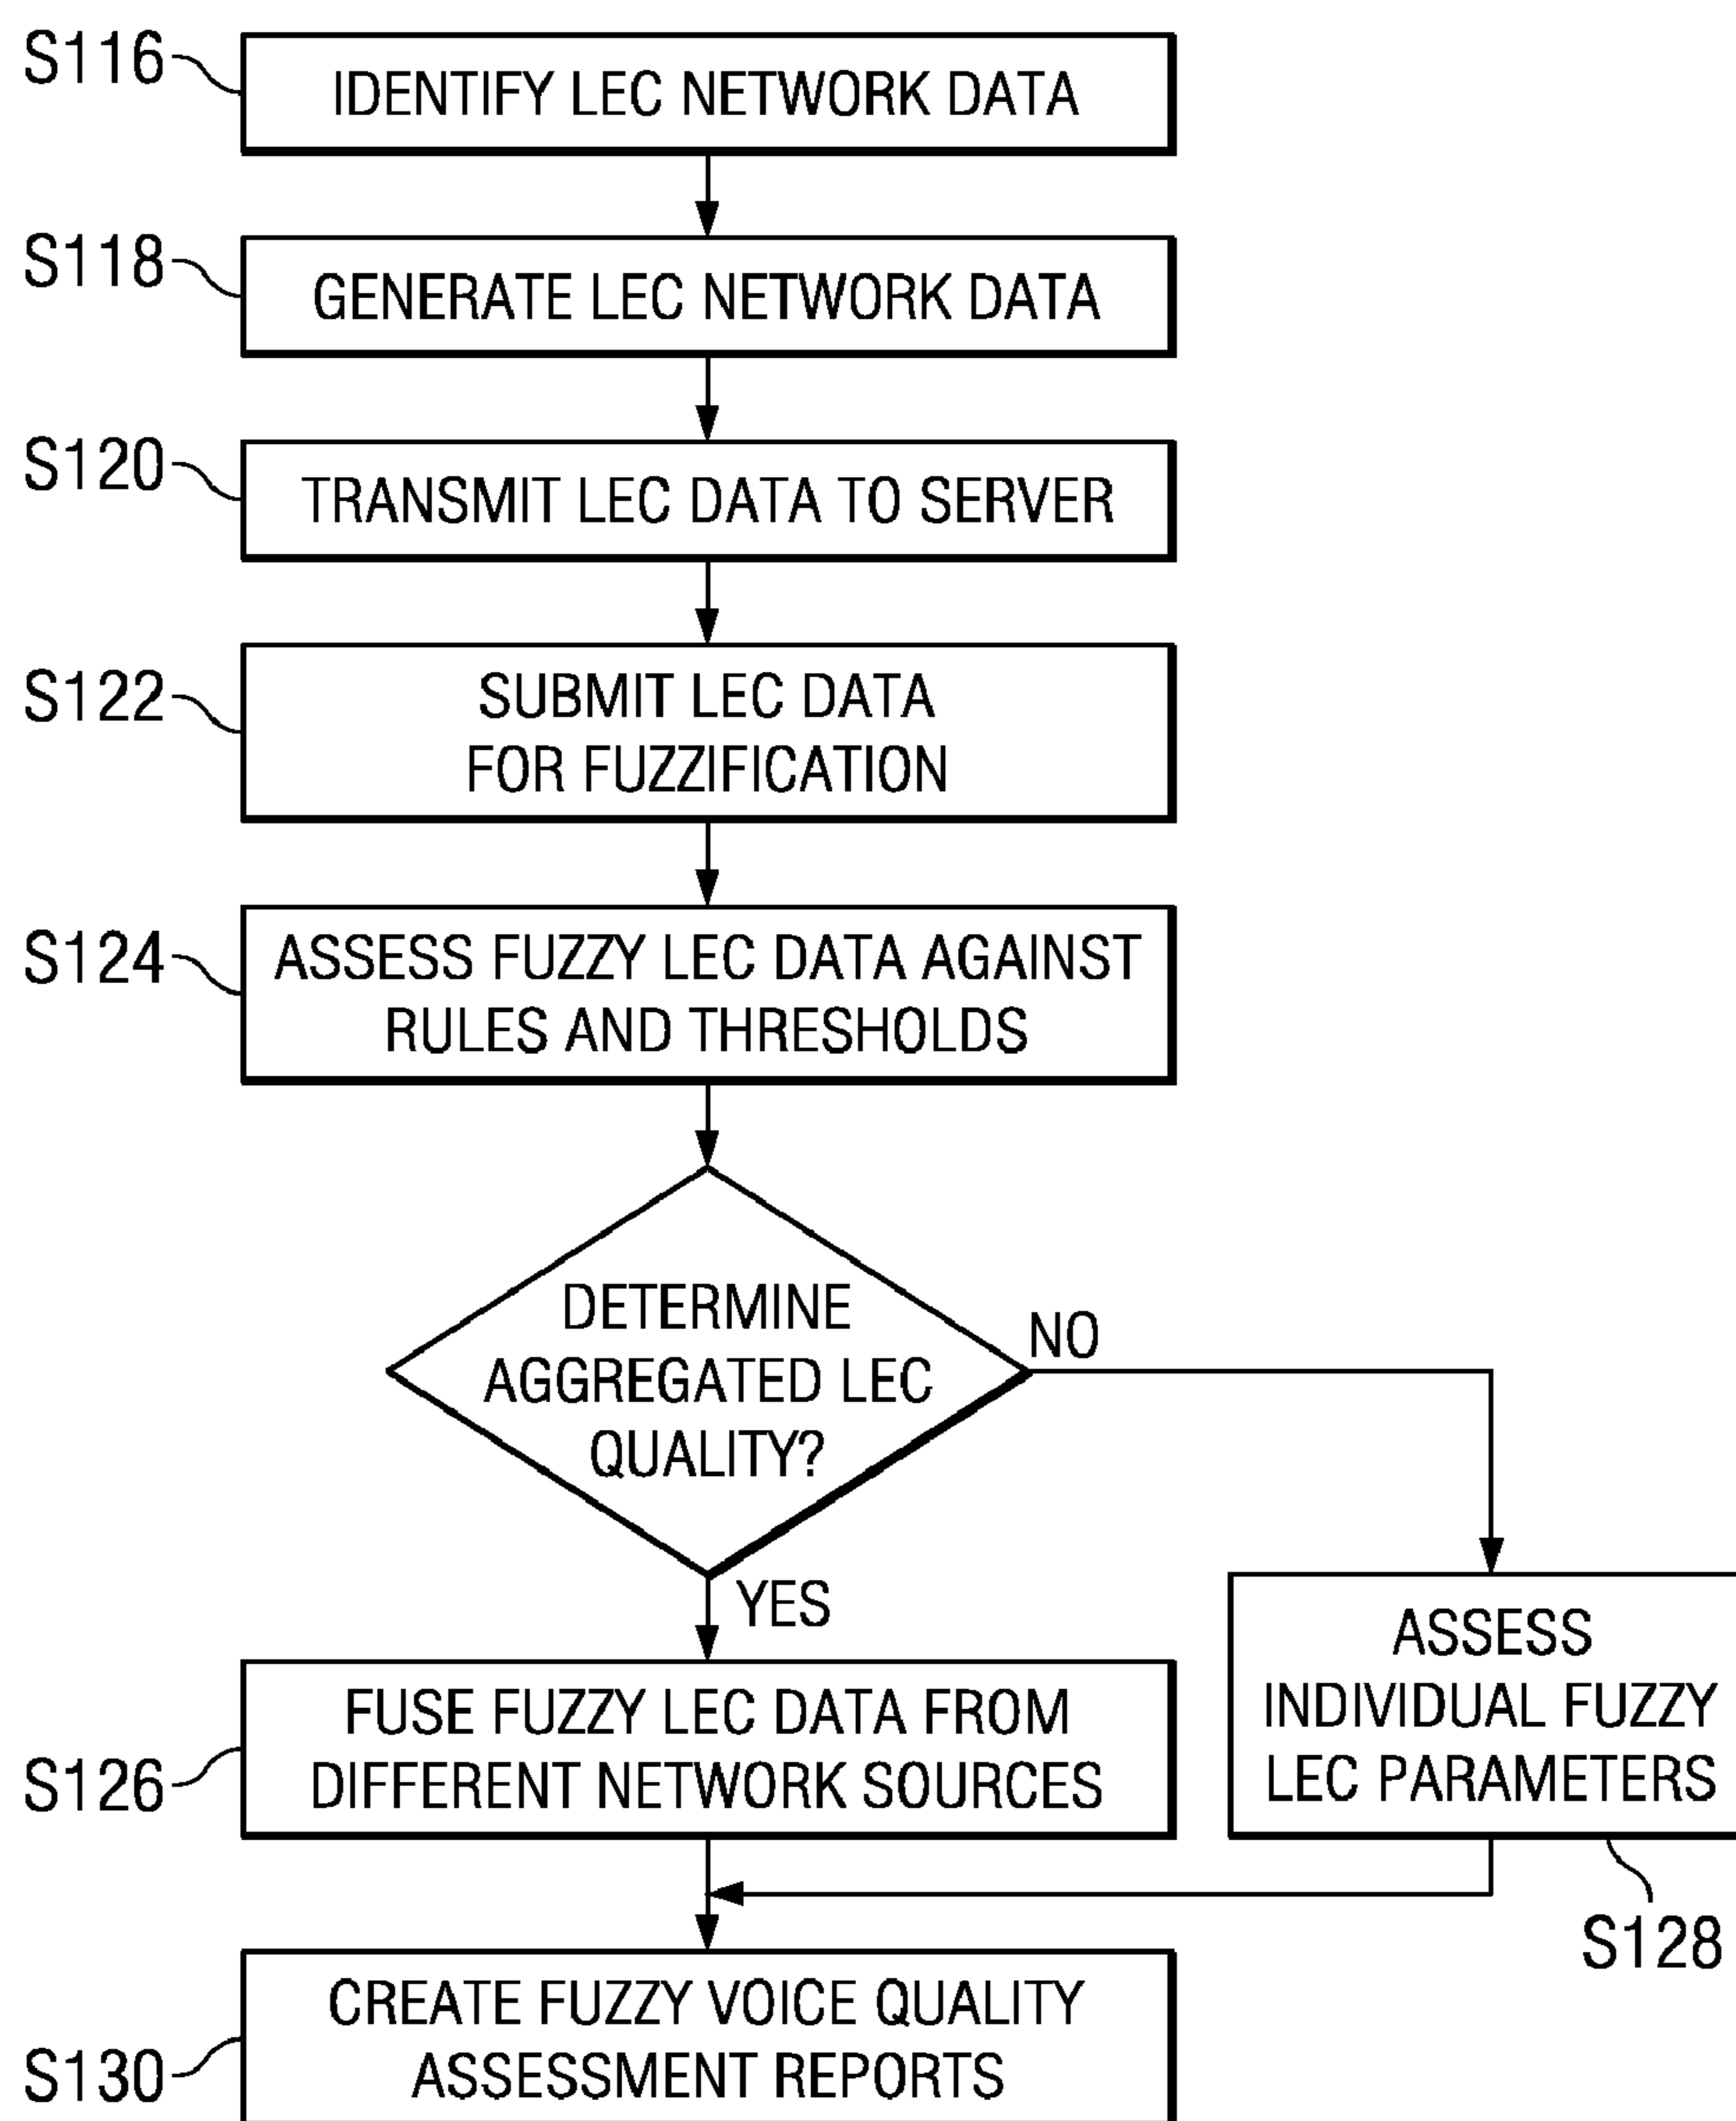 S116
IDENTIFY LEC NETWORK DATA
S118
GENERATE LEC NETWORK DATA
S120
TRANSMIT LEC DATA TO SERVER
S122
SUBMIT LEC DATA
FOR FUZZIFICATION
S124
ASSESS FUZZY LEC DATA AGAINST
RULES AND THRESHOLDS
DETERMINE
AGGREGATED LEC
QUALITY?
NO
YES
ASSESS
INDIVIDUAL FUZZY
LEC PARAMETERS
S128
S126
FUSE FUZZY LEC DATA FROM
DIFFERENT NETWORK SOURCES
S130
CREATE FUZZY VOICE QUALITY
ASSESSMENT REPORTS